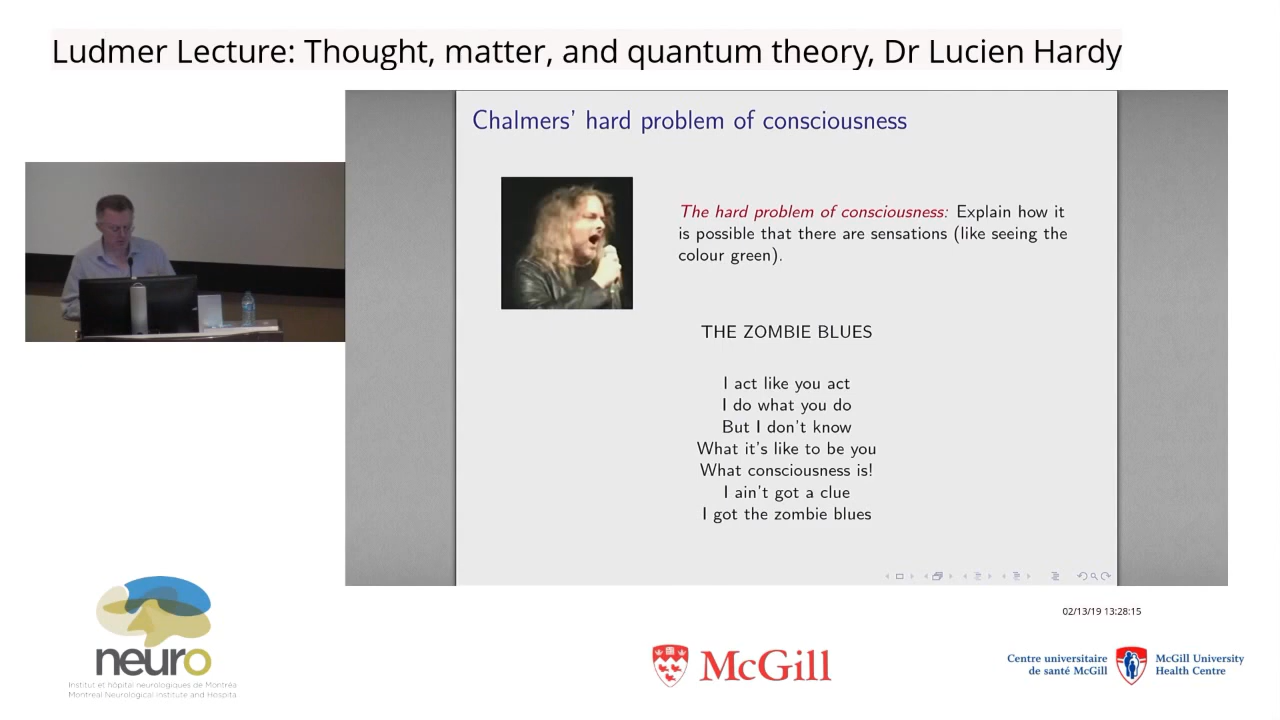 Ludmer Lecture: Thought, matter, and quantum theory, Dr Lucien Hardy
Chalmers' hard problem of consciousness
The hard problem of consciousness: Explain how it
is possible that there are sensations (like seeing the
colour green).
THE ZOMBIE BLUES
I act like you act
I do what you do
But I don't know
What it's like to be you
What consciousness is!
I ain't got a clue
I got the zombie blues
02/13/19 13:28:15
neuro
Institut et hôpital neurologiques de Montréal
Montreal Neurological Institute and Hospital
McGill
Centre universitaire
de santé McGill
McGill University
Health Centre